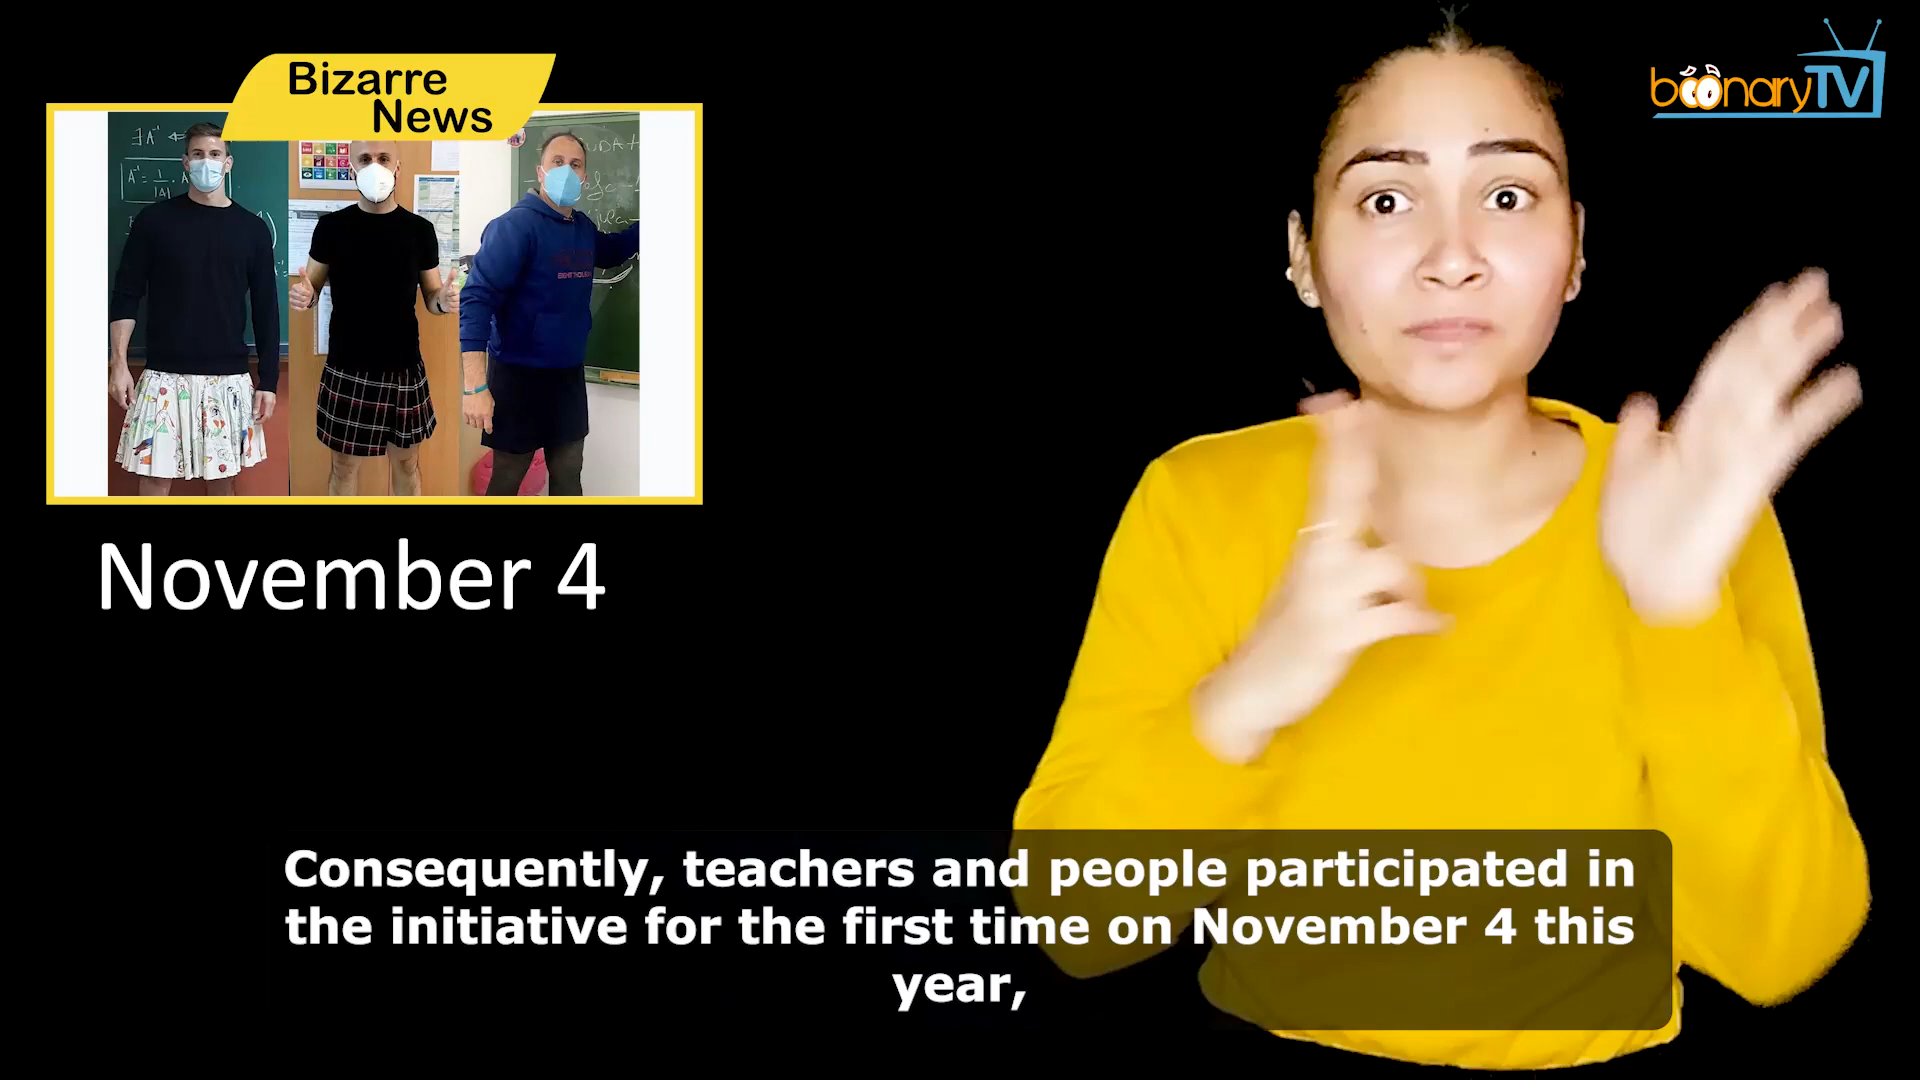 Bizarre
News
boonaryTV
November 4
Consequently, teachers and people participated in
the initiative for the first time on November 4 this
year,